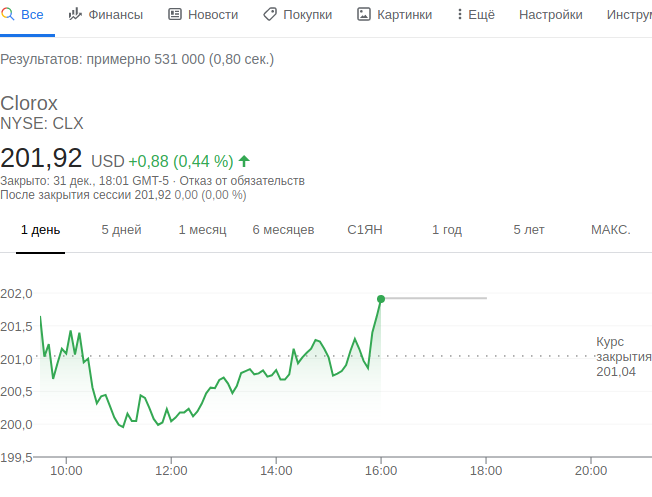 Все Финансы Новости Покупки Картинки Ещё Настройки
Результатов: примерно 531 000 (0,80 сек.)
Clorox
NYSE: CLX
201,92 USD +0,88 (0,44 %)
Закрыто: 31 дек., 18:01 GMT-5 · Отказ от обязательств
После закрытия сессии 201,92 0,00 (0,00 %)
1 день 5 дней 1 месяц 6 месяцев С1ЯН 1 год 5 лет МАКС.
202,0
201,5
201,0
200,5
200,0
199,5
Курс
закрытия
201,04
10:00 12:00 14:00 16:00 18:00 20:00